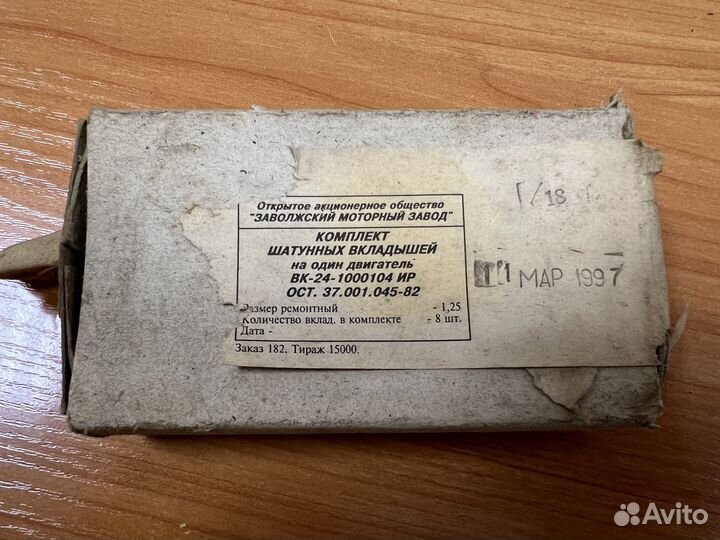 Открытое акционерное общество
"ЗАВОЛЖСКИЙ МОТОРНЫЙ ЗАВОД"
КОМПЛЕКТ
ШАТУННЫХ ВКЛАДЫШЕЙ
на один двигатель
ВК-24-1000104 ИР
ОСТ. 37.001.045-82
Размер ремонтный - 1,25
Количество вклад. в комплекте - 8 шт.
Дата -
Заказ 182. Тираж 15000.
/18
МАР 1997
Avito